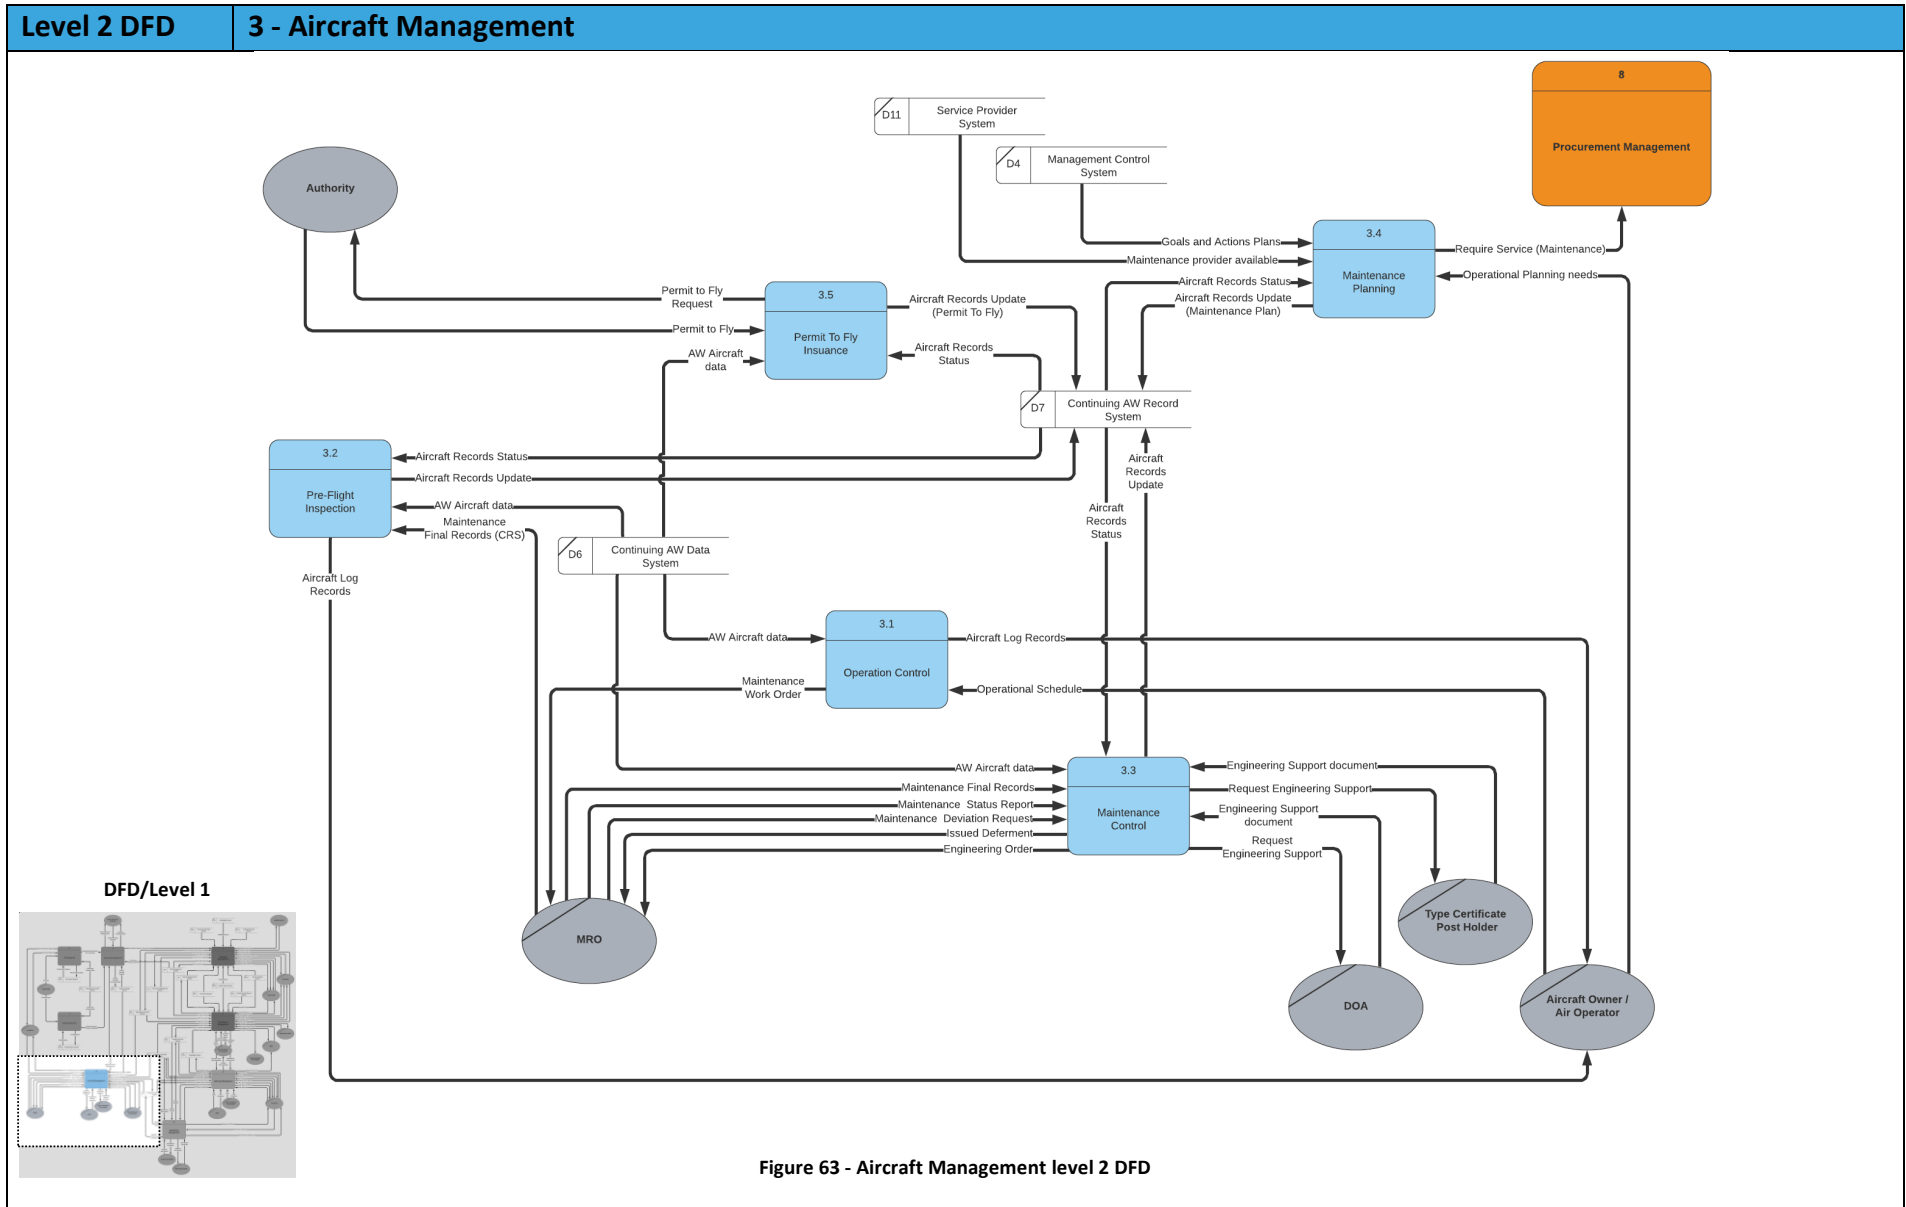 Level 2 DFD
3 - Aircraft Management
8
Procurement Management
D11
Service Provider
System
D4
Management Control
System
Authority
3.4
Maintenance
Planning
Goals and Actions Plans
Maintenance provider available
Aircraft Records Status
Aircraft Records Update
(Maintenance Plan)
Require Service (Maintenance)
Operational Planning needs
Permit to Fly
Request
Permit to Fly
AW Aircraft
data
3.5
Permit To Fly
Insuance
Aircraft Records Update
(Permit To Fly)
Aircraft Records
Status
D7
Continuing AW Record
System
3.2
Pre-Flight
Inspection
Aircraft Records Status
Aircraft Records Update
AW Aircraft data
Maintenance
Final Records (CRS)
Aircraft Log
Records
D6
Continuing AW Data
System
Aircraft
Records
Update
Aircraft
Records
Status
3.1
Operation Control
AW Aircraft data
Maintenance
Work Order
Aircraft Log Records
Operational Schedule
3.3
Maintenance
Control
AW Aircraft data
Maintenance Final Records
Maintenance  Status Report
Maintenance  Deviation Request
Issued Deferment
Engineering Order
Engineering Support document
Request Engineering Support
Engineering Support
document
Request
Engineering Support
MRO
Type Certificate
Post Holder
DOA
Aircraft Owner /
Air Operator
DFD/Level 1
Figure 63 - Aircraft Management level 2 DFD